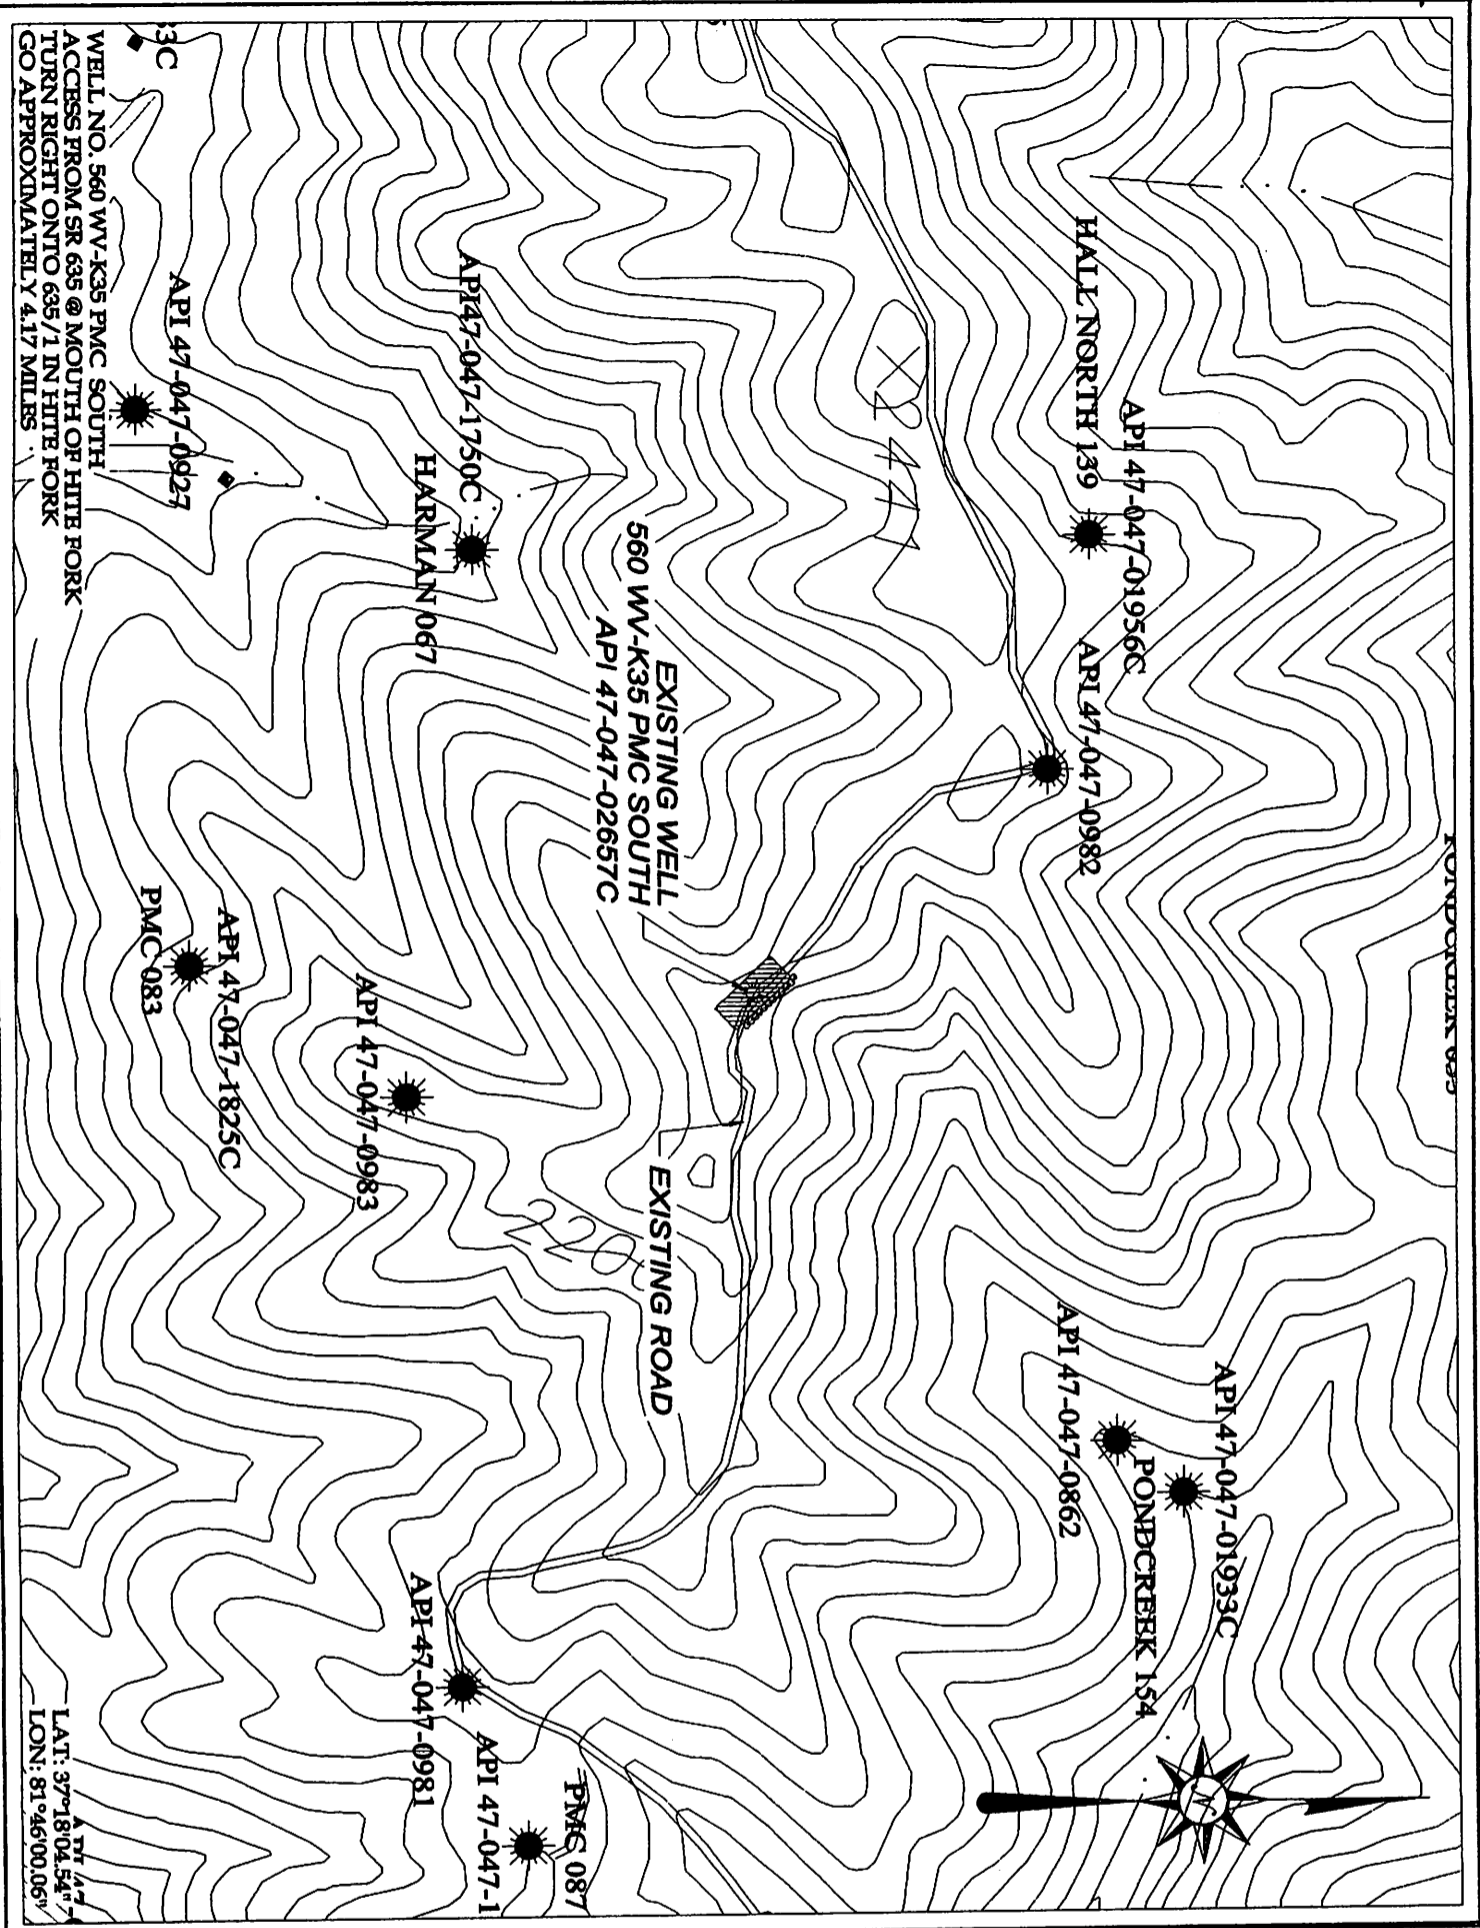 HALL NORTH 139
API 47-047-01956C
API 47-047-0982
API 47-047-01933C
PONDCREEK 154
API 47-047-0862
N
X2441
EXISTING WELL
560 WV-K35 PMC SOUTH
API 47-047-02657C
EXISTING ROAD
220
API47-047-1750C
HARMAN 067
API 47-047-0983
API 47-047-1825C
PMC 083
PMC 087
API 47-047-1
API 47-047-0981
33C
API 47-047-0927
WELL NO. 560 WV-K35 PMC SOUTH
ACCESS FROM SR 635 @ MOUTH OF HITE FORK
TURN RIGHT ONTO 635/1 IN HITE FORK
GO APPROXIMATELY 4.17 MILES
LAT: 37°18'04.54"
LON: 81°46'00.06"